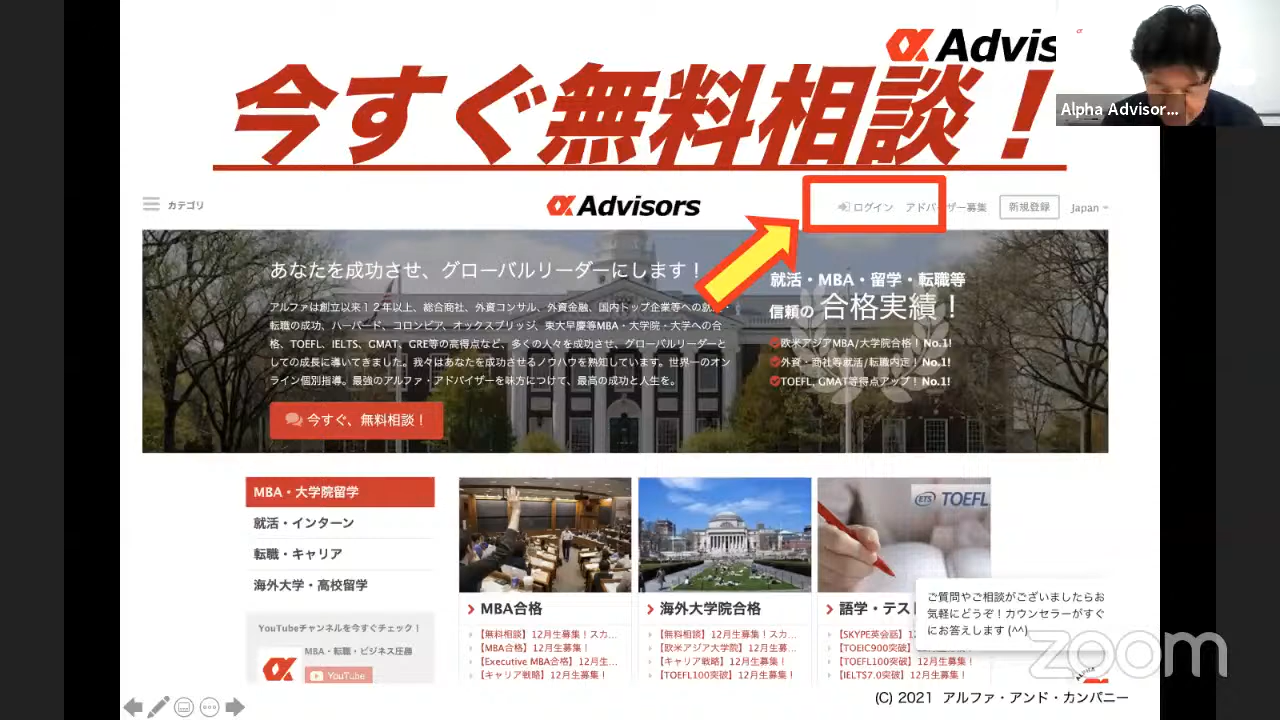 Advis
今すぐ無料相談！
Alpha Advisor...
カテゴリ
Advisors
ログイン
アドバイザー募集
新規登録
Japan
あなたを成功させ、グローバルリーダーにします！
アルファは創立以来１２年以上、総合商社、外資コンサル、外資金融、国内トップ企業等への就職・
転職の成功、ハーバード、コロンビア、オックスブリッジ、東大早慶等MBA・大学院・大学への合
格、TOEFL、IELTS、GMAT、GRE等の高得点など、多くの人々を成功させ、グローバルリーダーと
しての成長に導いてきました。我々はあなたを成功させるノウハウを熟知しています。世界一のオン
ライン個別指導。最強のアルファ・アドバイザーを味方につけて、最高の成功と人生を。
今すぐ、無料相談！
就活・MBA・留学・転職等
信頼の 合格実績！
欧米アジアMBA/大学院合格！No.1!
外資・商社等就活/転職内定！No.1!
TOEFL, GMAT等得点アップ！No.1!
MBA・大学院留学
就活・インターン
転職・キャリア
海外大学・高校留学
YouTubeチャンネルを今すぐチェック！
MBA・転職・ビジネス圧勝
YouTube
MBA合格
【無料相談】12月生募集！スカ...
【MBA合格】12月生募集！
【Executive MBA合格】12月生...
【キャリア戦略】12月生募集！
海外大学院合格
【無料相談】12月生募集！スカ...
【欧米アジア大学院】12月生募...
【キャリア戦略】12月生募集！
【TOEFL100突破】12月生募集！
ETS TOEFL
語学・テスト
【SKYPE英会話】1
【TOEIC900突破】
【TOEFL100突破】12月生募集！
【IELTS7.0突破】12月生募集！
ご質問やご相談がございましたらお
気軽にどうぞ！カウンセラーがすぐ
にお答えします (^^)
zoom
(C) 2021 アルファ・アンド・カンパニー